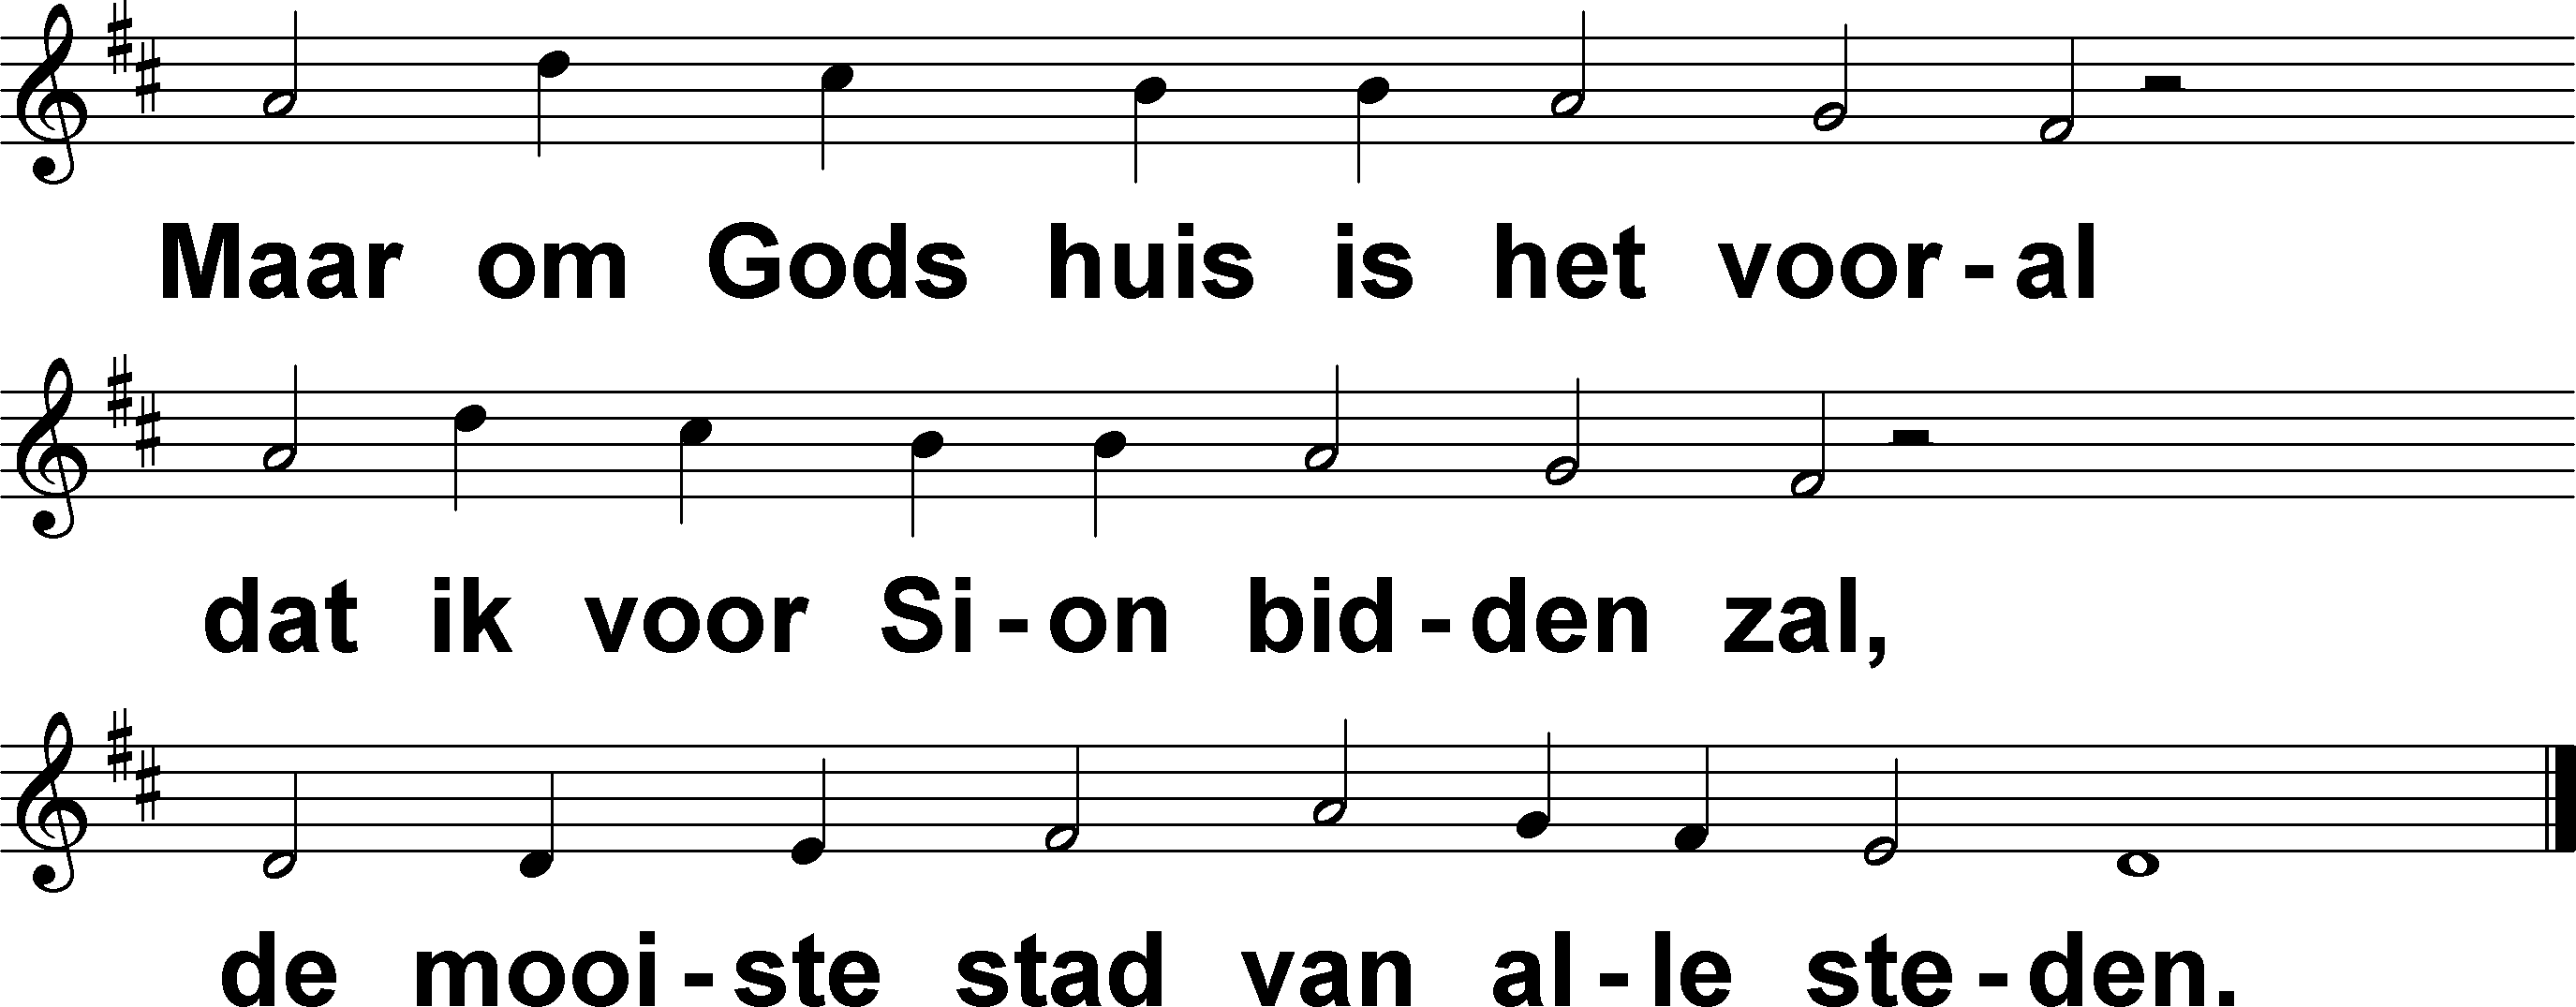 Maar om Gods huis is het voor-al
dat ik voor Si-on bid-den zal,
de mooi-ste stad van al-le ste-den.